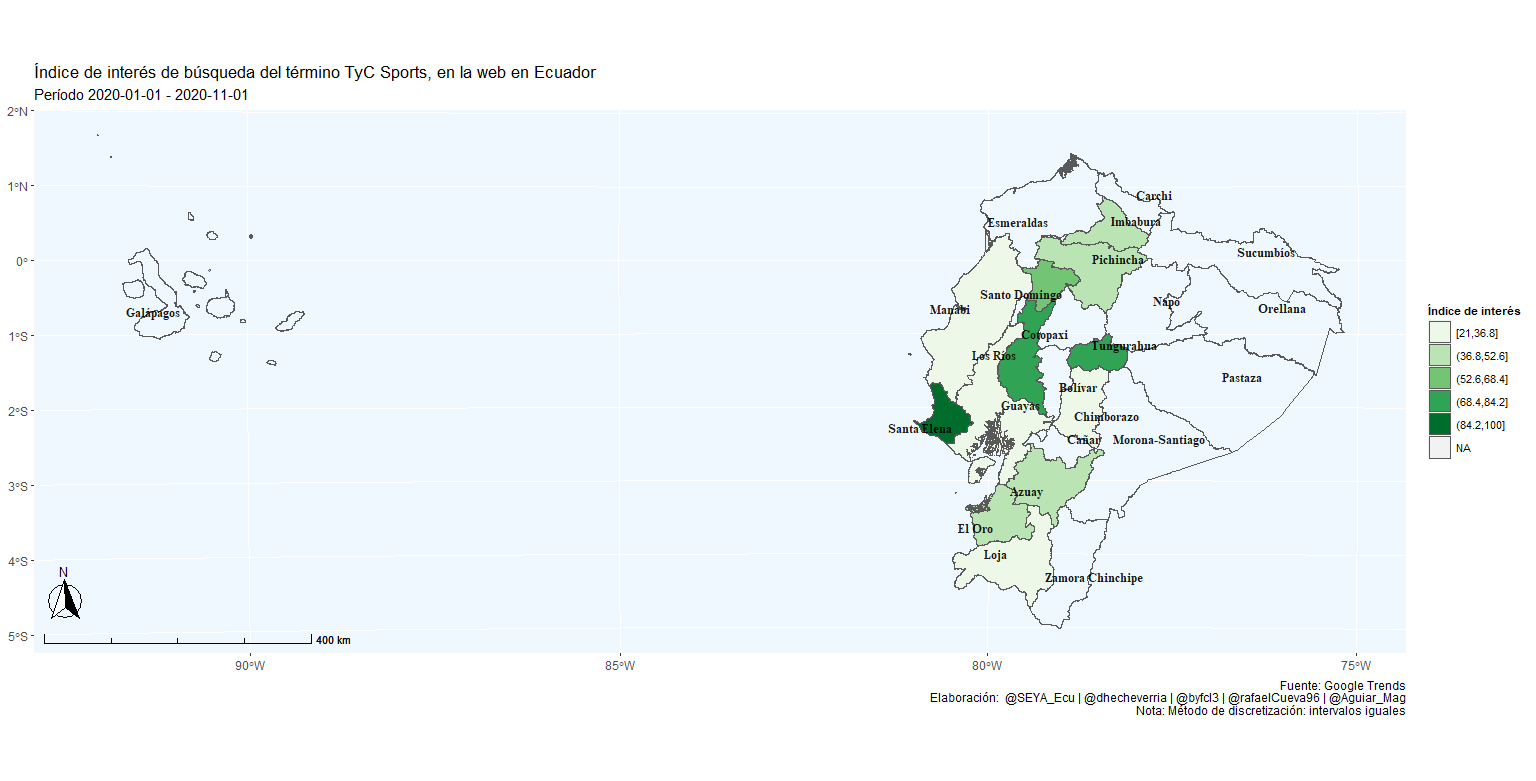 Índice de interés de búsqueda del término TyC Sports, en la web en Ecuador
Período 2020-01-01 - 2020-11-01
2°N
1°N
0°
1°S
2°S
3°S
4°S
5°S
90°W
85°W
80°W
75°W
Galápagos
Esmeraldas
Carchi
Imbabura
Sucumbíos
Pichincha
Santo Domingo
Napo
Orellana
Manabí
Cotopaxi
Tungurahua
Los Ríos
Pastaza
Bolívar
Guayas
Chimborazo
Santa Elena
Cañar
Morona-Santiago
Azuay
El Oro
Loja
Zamora Chinchipe
N
400 km
Índice de interés
[21,36.8]
(36.8,52.6]
(52.6,68.4]
(68.4,84.2]
(84.2,100]
NA
Fuente: Google Trends
Elaboración:  @SEYA_Ecu | @dhecheverria | @byfcl3 | @rafaelCueva96 | @Aguiar_Mag
Nota: Método de discretización: intervalos iguales